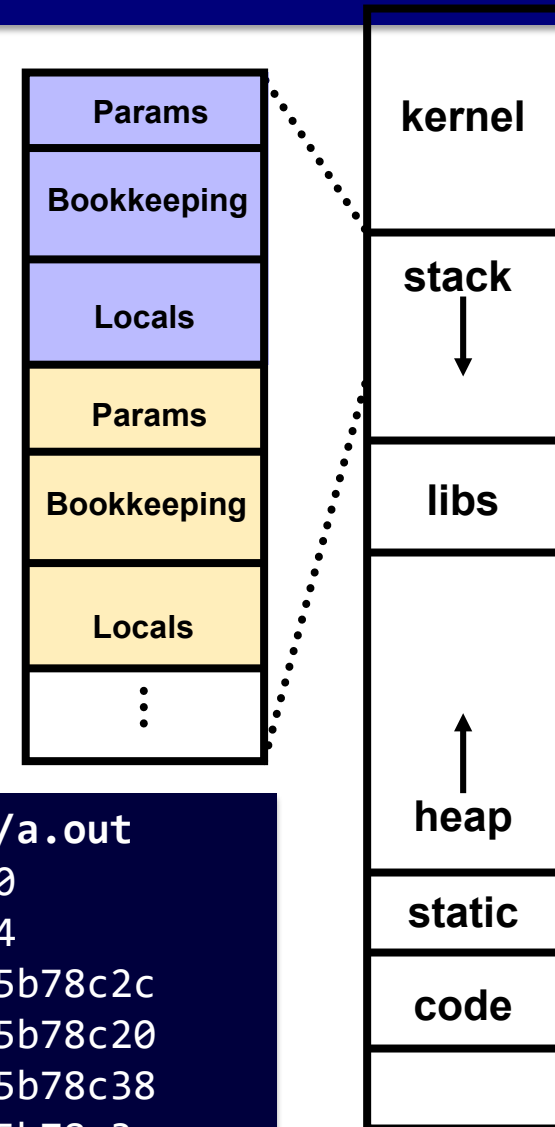 Params
Bookkeeping
Locals
Params
Bookkeeping
Locals
kernel
stack
libs
heap
static
code
/a.out
0
4
5b78c2c
5b78c20
5b78c38